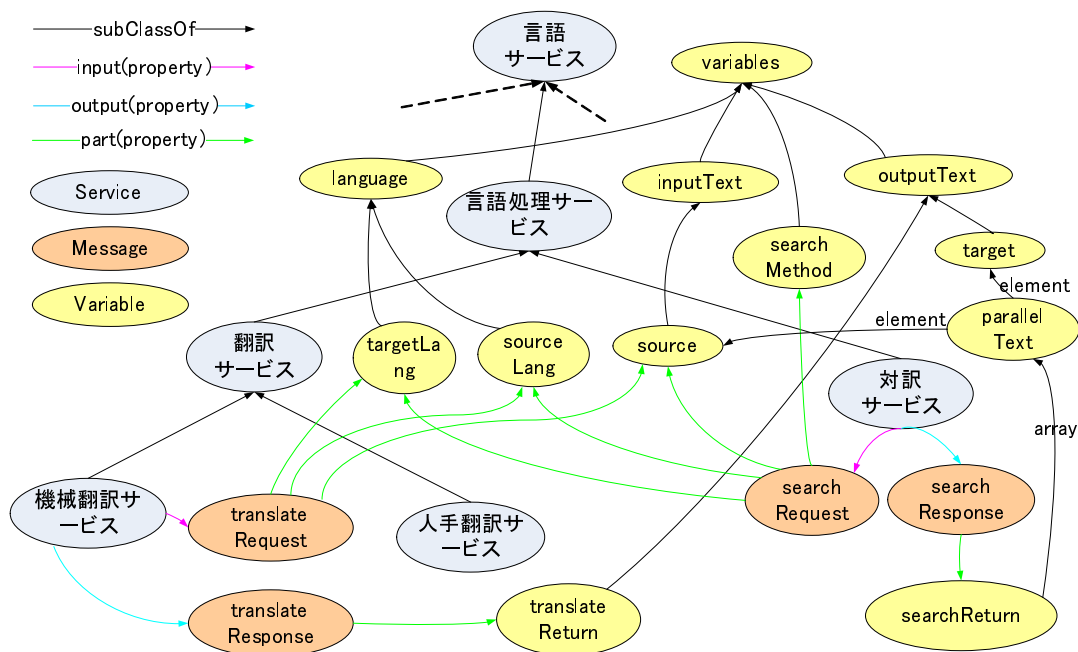 subClassOf
input(property)
output(property)
part(property)
Service
Message
Variable
言語
サービス
variables
language
言語処理サー
ビス
inputText
outputText
search
Method
target
element
parallel
Text
element
翻訳
サービス
targetLa
ng
source
Lang
source
対訳
サービス
array
機械翻訳サ
ービス
translate
Request
人手翻訳サ
ービス
search
Request
search
Response
translate
Response
translate
Return
searchReturn